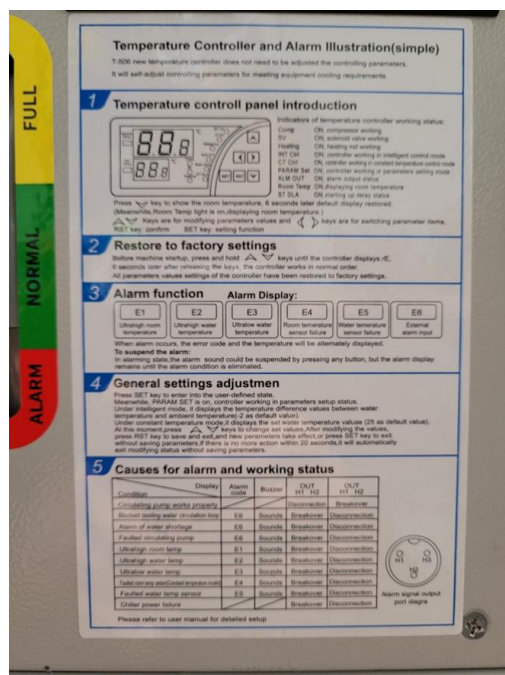 FULL
NORMAL
ALARM
Temperature Controller and Alarm Illustration(simple)
T-506 new temperature controller does not need to be adjusted the controlling parameters.
It will self-adjust controlling parameters for meeting equipment cooling requirements.
1 Temperature controll panel introduction
Indicators of temperature controller working status:
Comp ON, compressor working
SV ON, solenoid valve working
Heating ON, heating rod working
INT CIH ON, controller working in intelligent control mode
CT CIH ON, controller working in constant temperature control mode
PARAM Set ON, controller working in parameters setting mode
ALM OUT ON, alarm output status
Room Temp ON, displaying room temperature
ST DLA ON, starting up delay status
Press key to show the room temperature, 6 seconds later default display restored.
(Meanwhile, Room Temp light is on, displaying room temperature.)
Keys are for modifying parameters values and keys are for switching parameter items.
RST key: confirm SET key: setting function
2 Restore to factory settings
Before machine startup, press and hold keys until the controller displays rE,
6 seconds later after releasing the keys, the controller works in normal order.
All parameters values settings of the controller have been restored to factory settings.
3 Alarm function Alarm Display:
E1 E2 E3 E4 E5 E6
Ultrahigh room temperature Ultrahigh water temperature Ultralow water temperature Room temerature sensor failure Water temerature sensor failure External alarm input
When alarm occurs, the error code and the temperature will be alternately displayed.
To suspend the alarm:
In alarming state, the alarm sound could be suspended by pressing any button, but the alarm display
remains until the alarm condition is eliminated.
4 General settings adjustmen
Press SET key to enter into the user-defined state.
Meanwhile, PARAM SET is on, controller working in parameters setup status.
Under intelligent mode, it displays the temperature difference values between water
temperature and ambient temperature(-2 as default value).
Under constant temperature mode,it displays the set water temperature value (25 as default value).
At this moment,press keys to change set values.After modifying the values,
press RST key to save and exit,and new perameters take effect,or press SET key to exit
without saving parameters.If there is no more action within 20 seconds,it will automatically
exit modifying status without saving parameters.
5 Causes for alarm and working status
Condition Display Alarm code Buzzer OUT H1 H2 OUT H1 H2
Circulating pump works properly Disconnection Breakover
Blocked cooling water circulation loop E6 Sounds Breakover Disconnection
Alarm of water shortage E6 Sounds Breakover Disconnection
Faulted circulating pump E6 Sounds Breakover Disconnection
Ultrahigh room temp E1 Sounds Breakover Disconnection
Ultrahigh water temp E2 Sounds Breakover Disconnection
Ultralow water temp E3 Sounds Breakover Disconnection
E4 Sounds Breakover Disconnection
Faulted water temp sensor E5 Sounds Breakover Disconnection
Chiller power failure Breakover Disconnection
H1 H3
H2
Alarm signal output
port diagra
Please refer to user manual for detailed setup